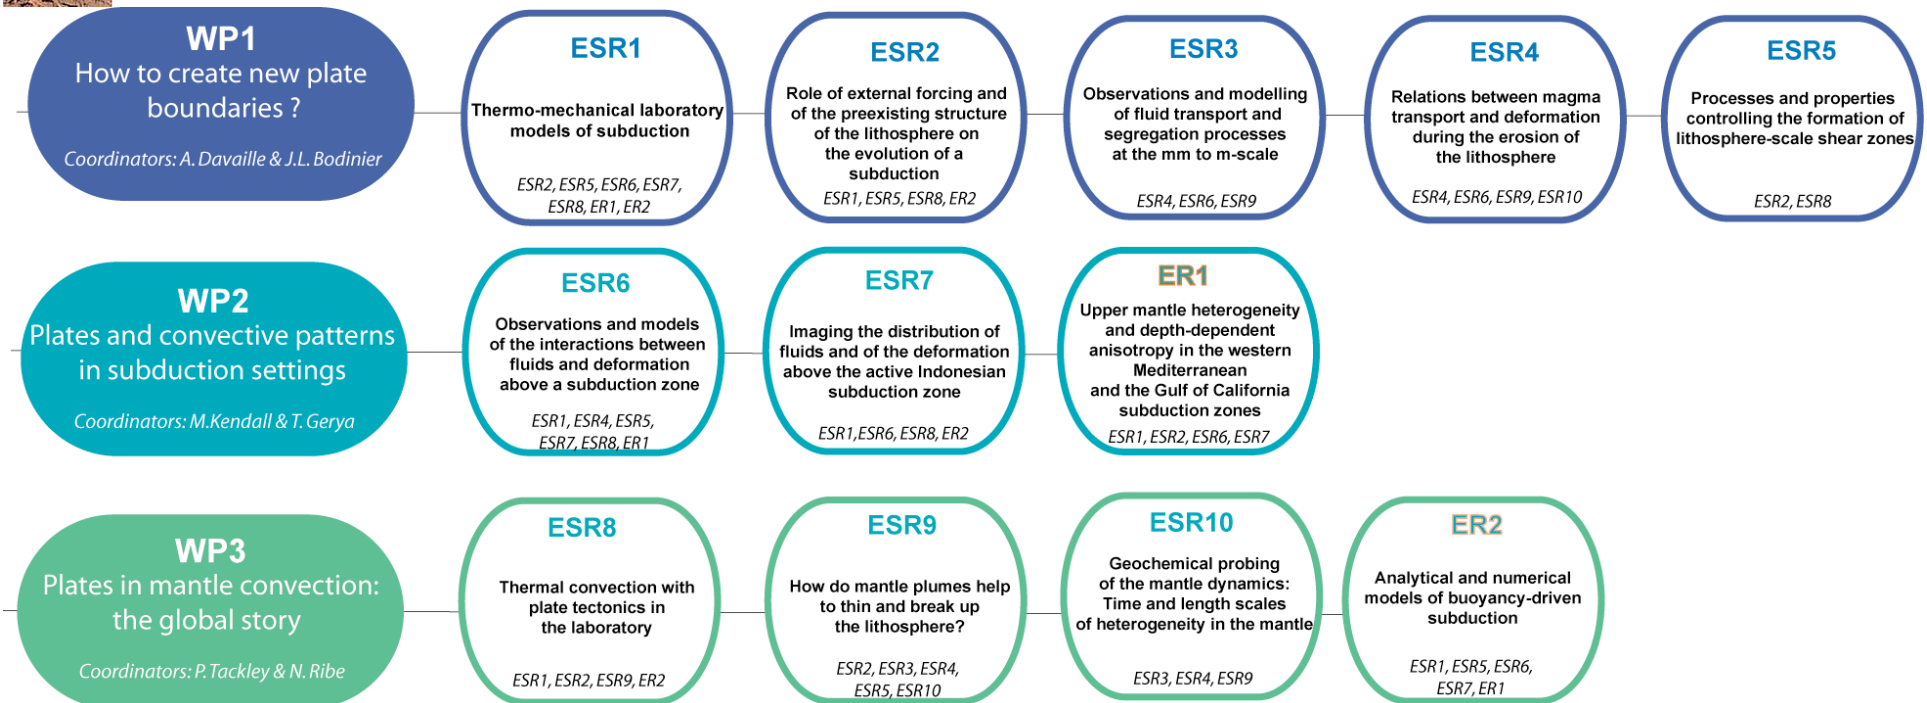 WP1
How to create new plate
boundaries ?
Coordinators: A. Davaille & J.L. Bodinier
ESR1
Thermo-mechanical laboratory
models of subduction
ESR2, ESR5, ESR6, ESR7,
ESR8, ER1, ER2
ESR2
Role of external forcing and
of the preexisting structure
of the lithosphere on
the evolution of a
subduction
ESR1, ESR5, ESR8, ER2
ESR3
Observations and modelling
of fluid transport and
segregation processes
at the mm to m-scale
ESR4, ESR6, ESR9
ESR4
Relations between magma
transport and deformation
during the erosion of
the lithosphere
ESR4, ESR6, ESR9, ESR10
ESR5
Processes and properties
controlling the formation of
lithosphere-scale shear zones
ESR2, ESR8
WP2
Plates and convective patterns
in subduction settings
Coordinators: M.Kendall & T. Gerya
ESR6
Observations and models
of the interactions between
fluids and deformation
above a subduction zone
ESR1, ESR4, ESR5,
ESR7, ESR8, ER1
ESR7
Imaging the distribution of
fluids and of the deformation
above the active Indonesian
subduction zone
ESR1,ESR6, ESR8, ER2
ER1
Upper mantle heterogeneity
and depth-dependent
anisotropy in the western
Mediterranean
and the Gulf of California
subduction zones
ESR1, ESR2, ESR6, ESR7
WP3
Plates in mantle convection:
the global story
Coordinators: P. Tackley & N. Ribe
ESR8
Thermal convection with
plate tectonics in
the laboratory
ESR1, ESR2, ESR9, ER2
ESR9
How do mantle plumes help
to thin and break up
the lithosphere?
ESR2, ESR3, ESR4,
ESR5, ESR10
ESR10
Geochemical probing
of the mantle dynamics:
Time and length scales
of heterogeneity in the mantle
ESR3, ESR4, ESR9
ER2
Analytical and numerical
models of buoyancy-driven
subduction
ESR1, ESR5, ESR6,
ESR7, ER1